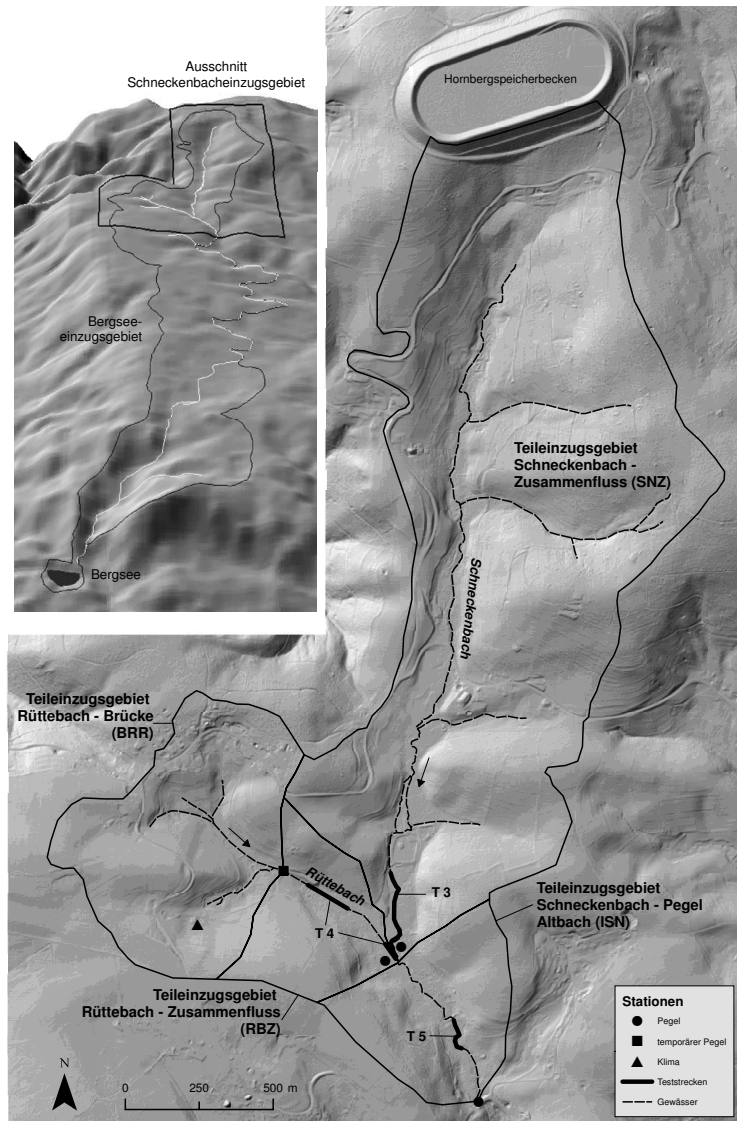 Ausschnitt
Schneckenbacheinzugsgebiet
Hornbergspeicherbecken
Bergsee-
einzugsgebiet
Teileinzugsgebiet
Schneckenbach -
Zusammenfluss (SNZ)
Bergsee
Schneckenbach
Teileinzugsgebiet
Rüttebach - Brücke
(BRR)
Rüttebach
T 3
T 4
Teileinzugsgebiet
Schneckenbach - Pegel
Altbach (ISN)
Teileinzugsgebiet
Rüttebach - Zusammenfluss
(RBZ)
T 5
N
0 250 500 m
Stationen
Pegel
temporärer Pegel
Klima
Teststrecken
Gewässer